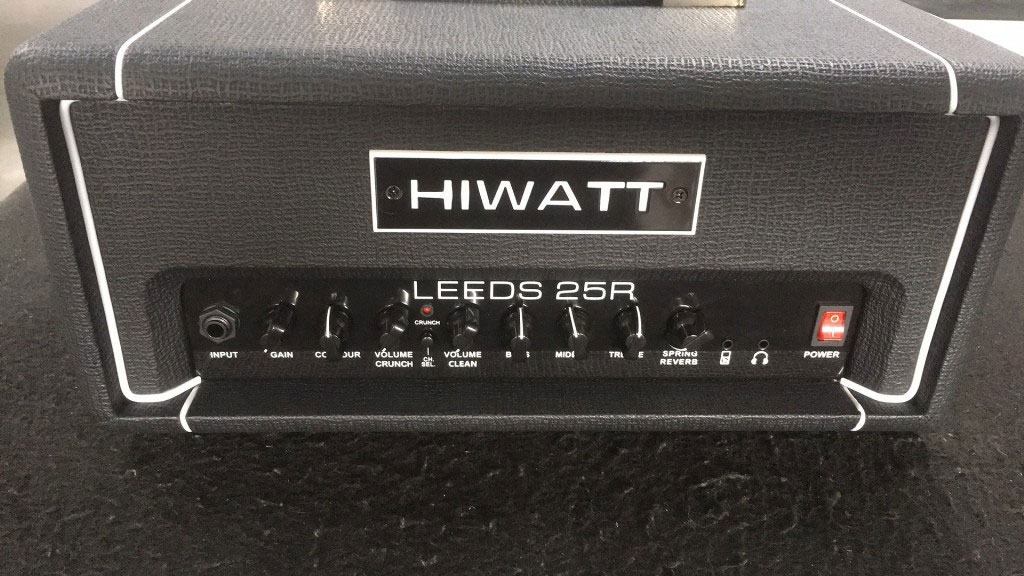 HIWATT
LEEDS 25R
CRUNCH
INPUT
GAIN
VOLUME
CRUNCH
CH.
SEL.
VOLUME
CLEAN
SPRING
REVERB
POWER